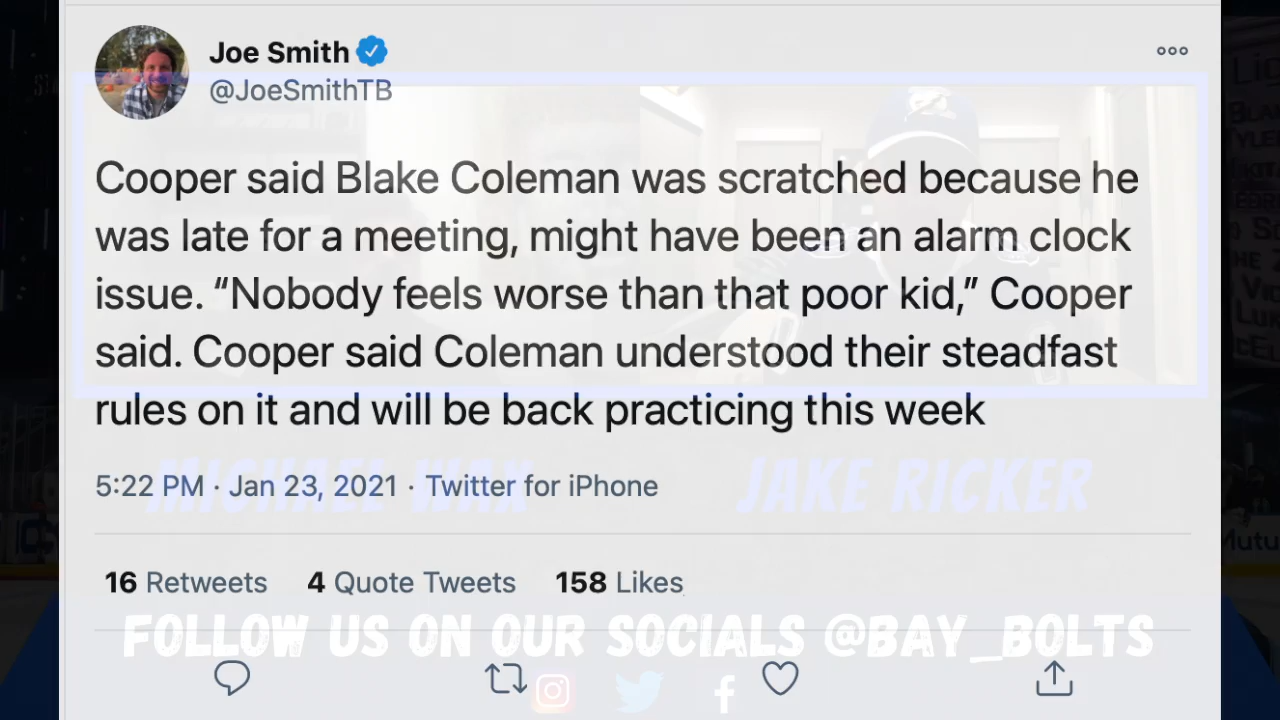 Joe Smith
@JoeSmithTB
Cooper said Blake Coleman was scratched because he
was late for a meeting, might have been an alarm clock
issue. “Nobody feels worse than that poor kid,” Cooper
said. Cooper said Coleman understood their steadfast
rules on it and will be back practicing this week
MICHAEL WAX
JAKE RICKER
5:22 PM · Jan 23, 2021 · Twitter for iPhone
16 Retweets 4 Quote Tweets 158 Likes
FOLLOW US ON OUR SOCIALS @BAY_BOLTS